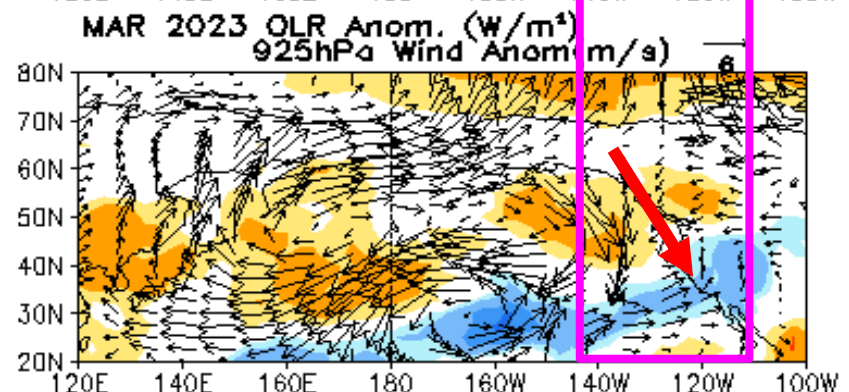 MAR 2023 OLR Anom. (W/m²)
925hPa Wind Anom(m/s)
6
80N
70N
60N
50N
40N
30N
20N
120E 140E 160E 180 160W 140W 120W 100W